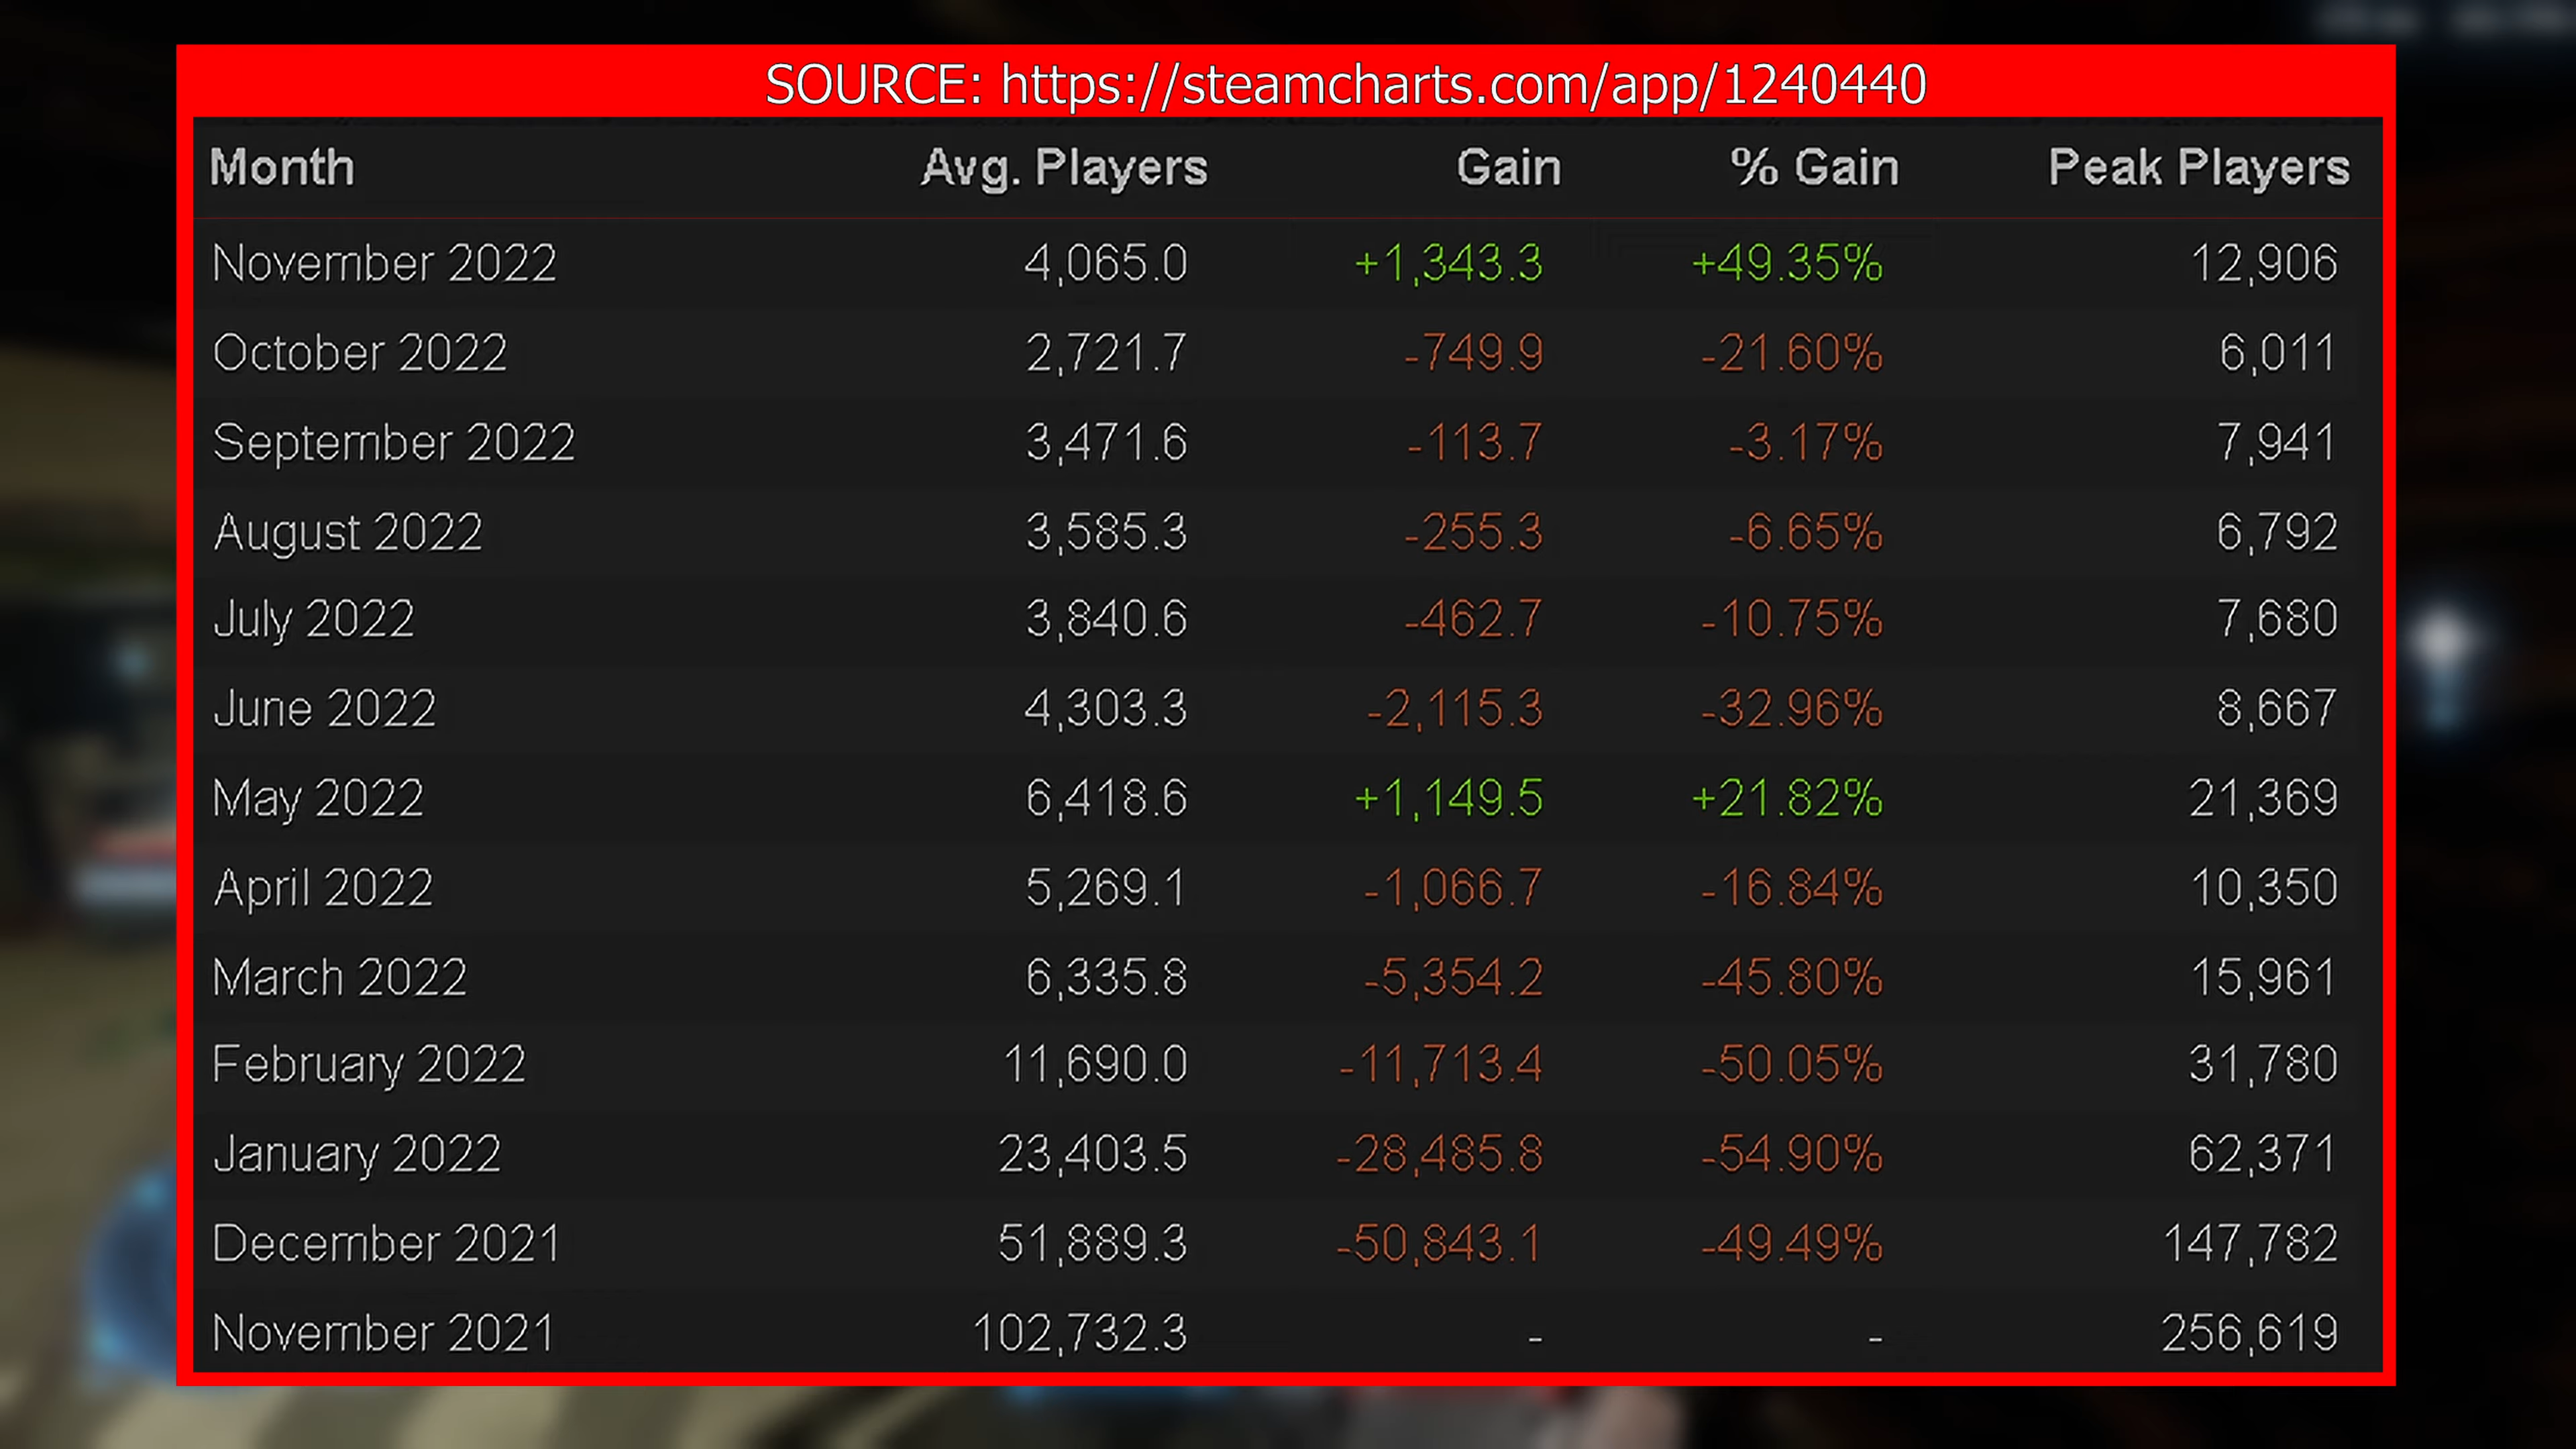 SOURCE: https://steamcharts.com/app/1240440
Month Avg. Players Gain % Gain Peak Players
November 2022 4,065.0 +1,343.3 +49.35% 12,906
October 2022 2,721.7 -749.9 -21.60% 6,011
September 2022 3,471.6 -113.7 -3.17% 7,941
August 2022 3,585.3 -255.3 -6.65% 6,792
July 2022 3,840.6 -462.7 -10.75% 7,680
June 2022 4,303.3 -2,115.3 -32.96% 8,667
May 2022 6,418.6 +1,149.5 +21.82% 21,369
April 2022 5,269.1 -1,066.7 -16.84% 10,350
March 2022 6,335.8 -5,354.2 -45.80% 15,961
February 2022 11,690.0 -11,713.4 -50.05% 31,780
January 2022 23,403.5 -28,485.8 -54.90% 62,371
December 2021 51,889.3 -50,843.1 -49.49% 147,782
November 2021 102,732.3 - - 256,619